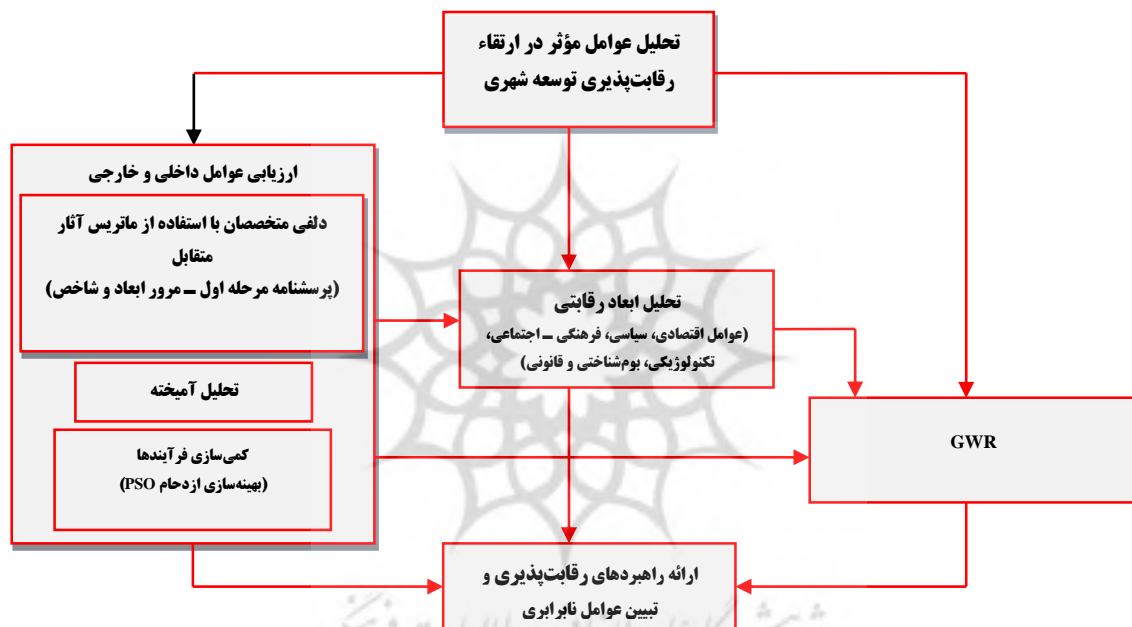 تحلیل عوامل مؤثر در ارتقاء
رقابت‌پذیری توسعه شهری
ارزیابی عوامل داخلی و خارجی
دلفی متخصصان با استفاده از ماتریس آثار
متقابل
(پرسشنامه مرحله اول ــ مرور ابعاد و شاخص)
تحلیل آمیخته
کمی‌سازی فرآیندها
(بهینه‌سازی ازدحام PSO)
تحلیل ابعاد رقابتی
(عوامل اقتصادی، سیاسی، فرهنگی ــ اجتماعی،
تکنولوژیکی، بوم‌شناختی و قانونی)
GWR
ارائه راهبردهای رقابت‌پذیری و
تبیین عوامل نابرابری